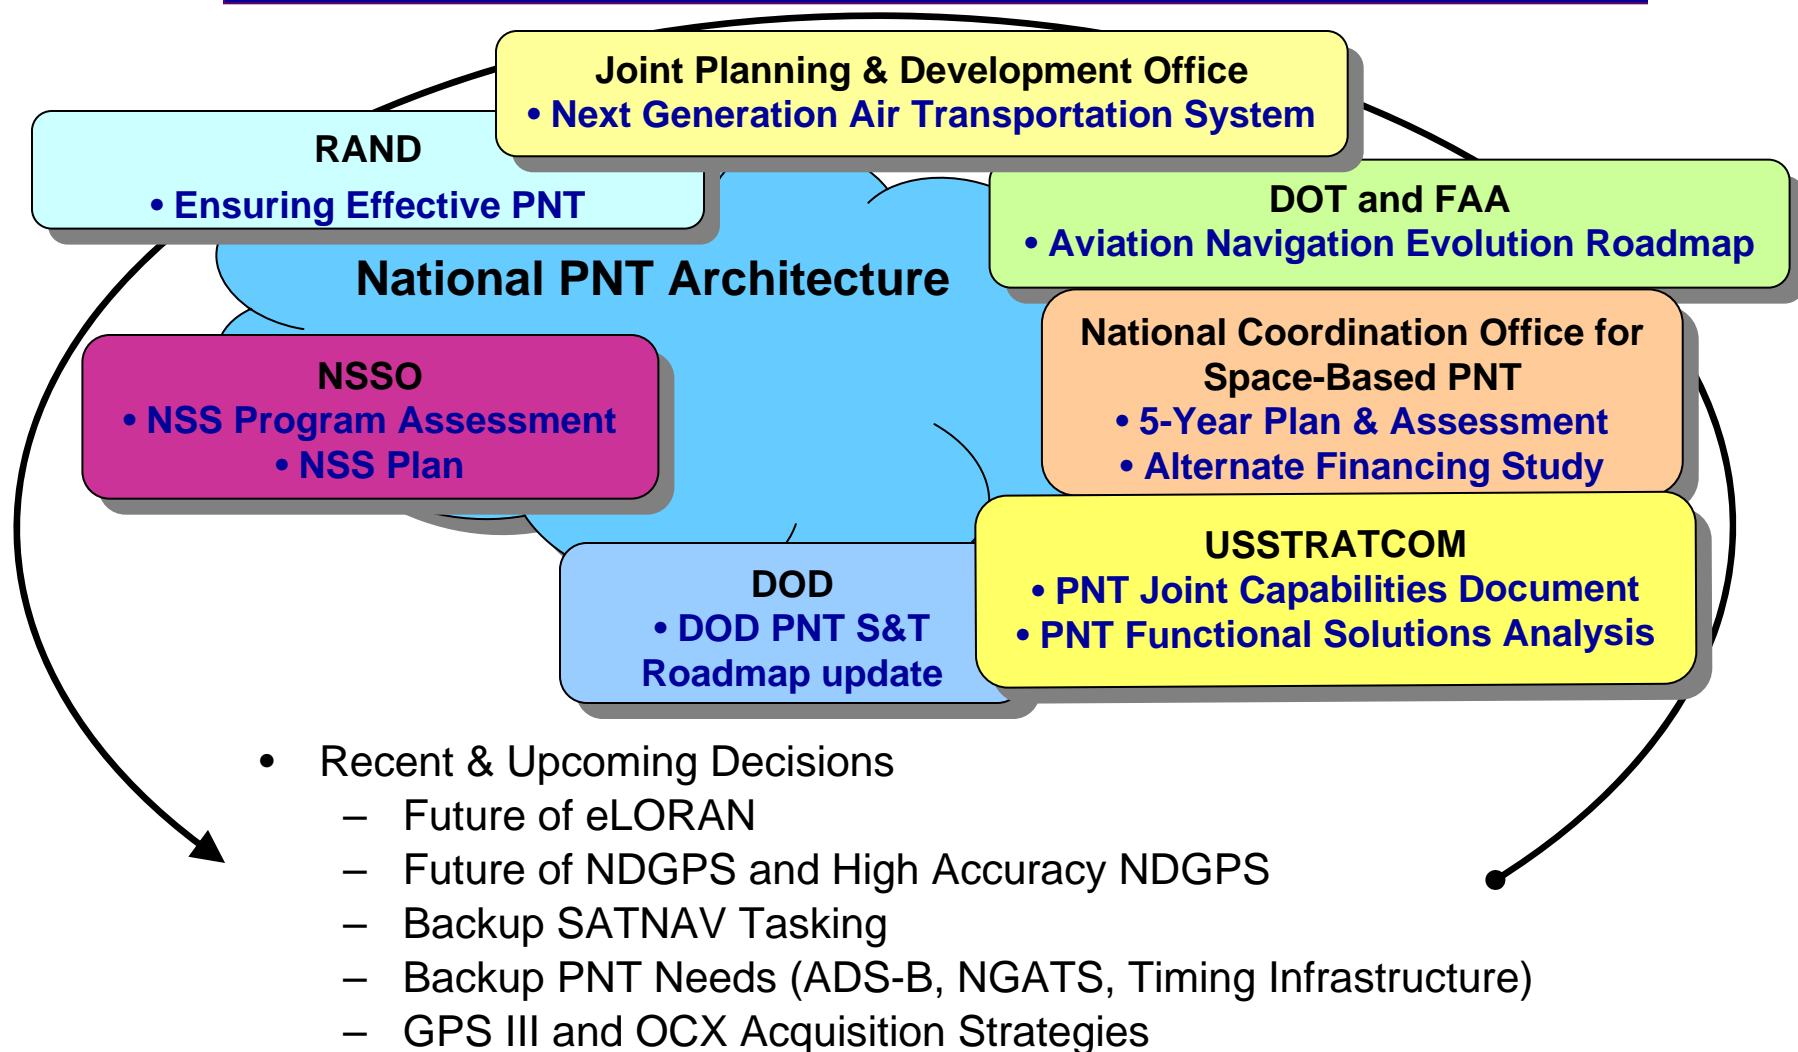 Joint Planning & Development Office
• Next Generation Air Transportation System
RAND
• Ensuring Effective PNT
DOT and FAA
• Aviation Navigation Evolution Roadmap
National PNT Architecture
National Coordination Office for
Space-Based PNT
• 5-Year Plan & Assessment
• Alternate Financing Study
NSSO
• NSS Program Assessment
• NSS Plan
USSTRATCOM
• PNT Joint Capabilities Document
• PNT Functional Solutions Analysis
DOD
• DOD PNT S&T
Roadmap update
• Recent & Upcoming Decisions
– Future of eLORAN
– Future of NDGPS and High Accuracy NDGPS
– Backup SATNAV Tasking
– Backup PNT Needs (ADS-B, NGATS, Timing Infrastructure)
– GPS III and OCX Acquisition Strategies